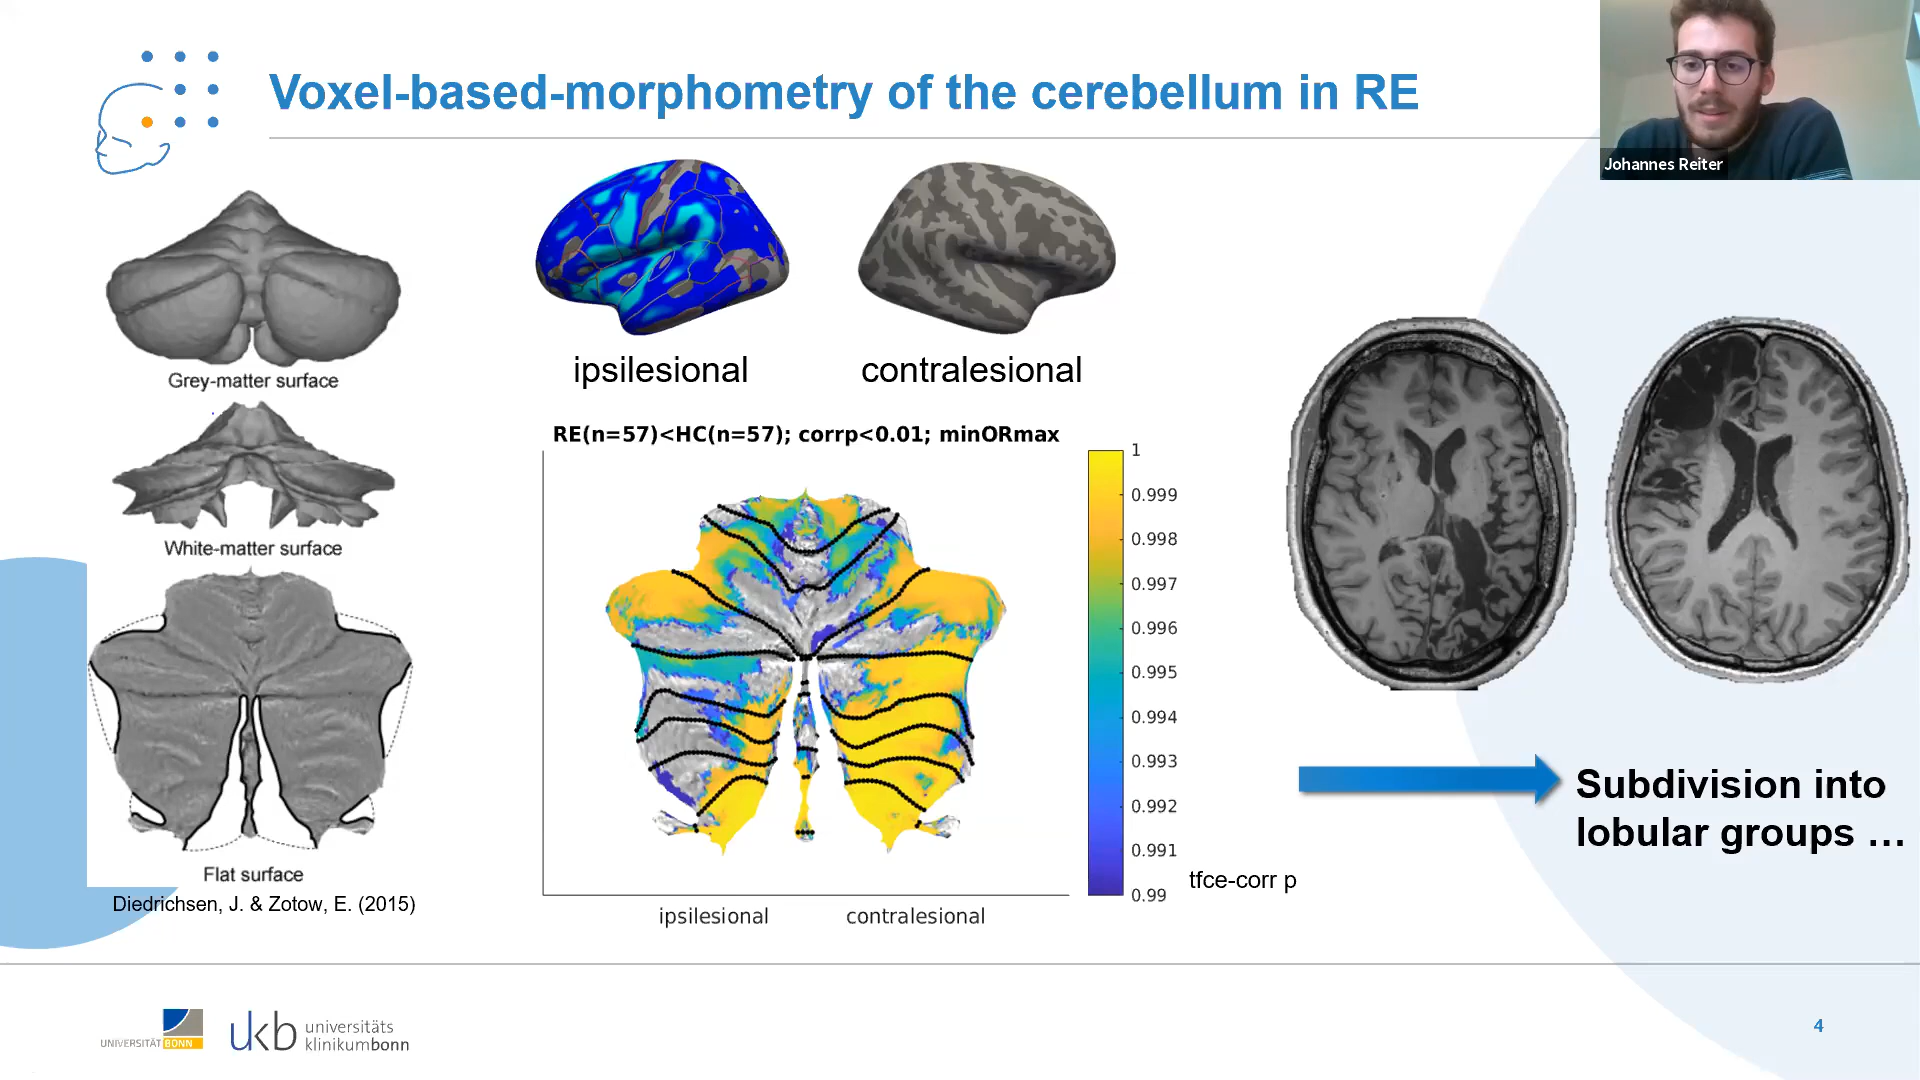 Voxel-based-morphometry of the cerebellum in RE
Johannes Reiter
Grey-matter surface
White-matter surface
Flat surface
Diedrichsen, J. & Zotow, E. (2015)
ipsilesional
contralesional
RE(n=57)<HC(n=57); corrp<0.01; minORmax
1
0.999
0.998
0.997
0.996
0.995
0.994
0.993
0.992
0.991
0.99
tfce-corr p
ipsilesional
contralesional
Subdivision into
lobular groups ...
UNIVERSITÄT BONN
ukb universitäts
klinikumbonn
4